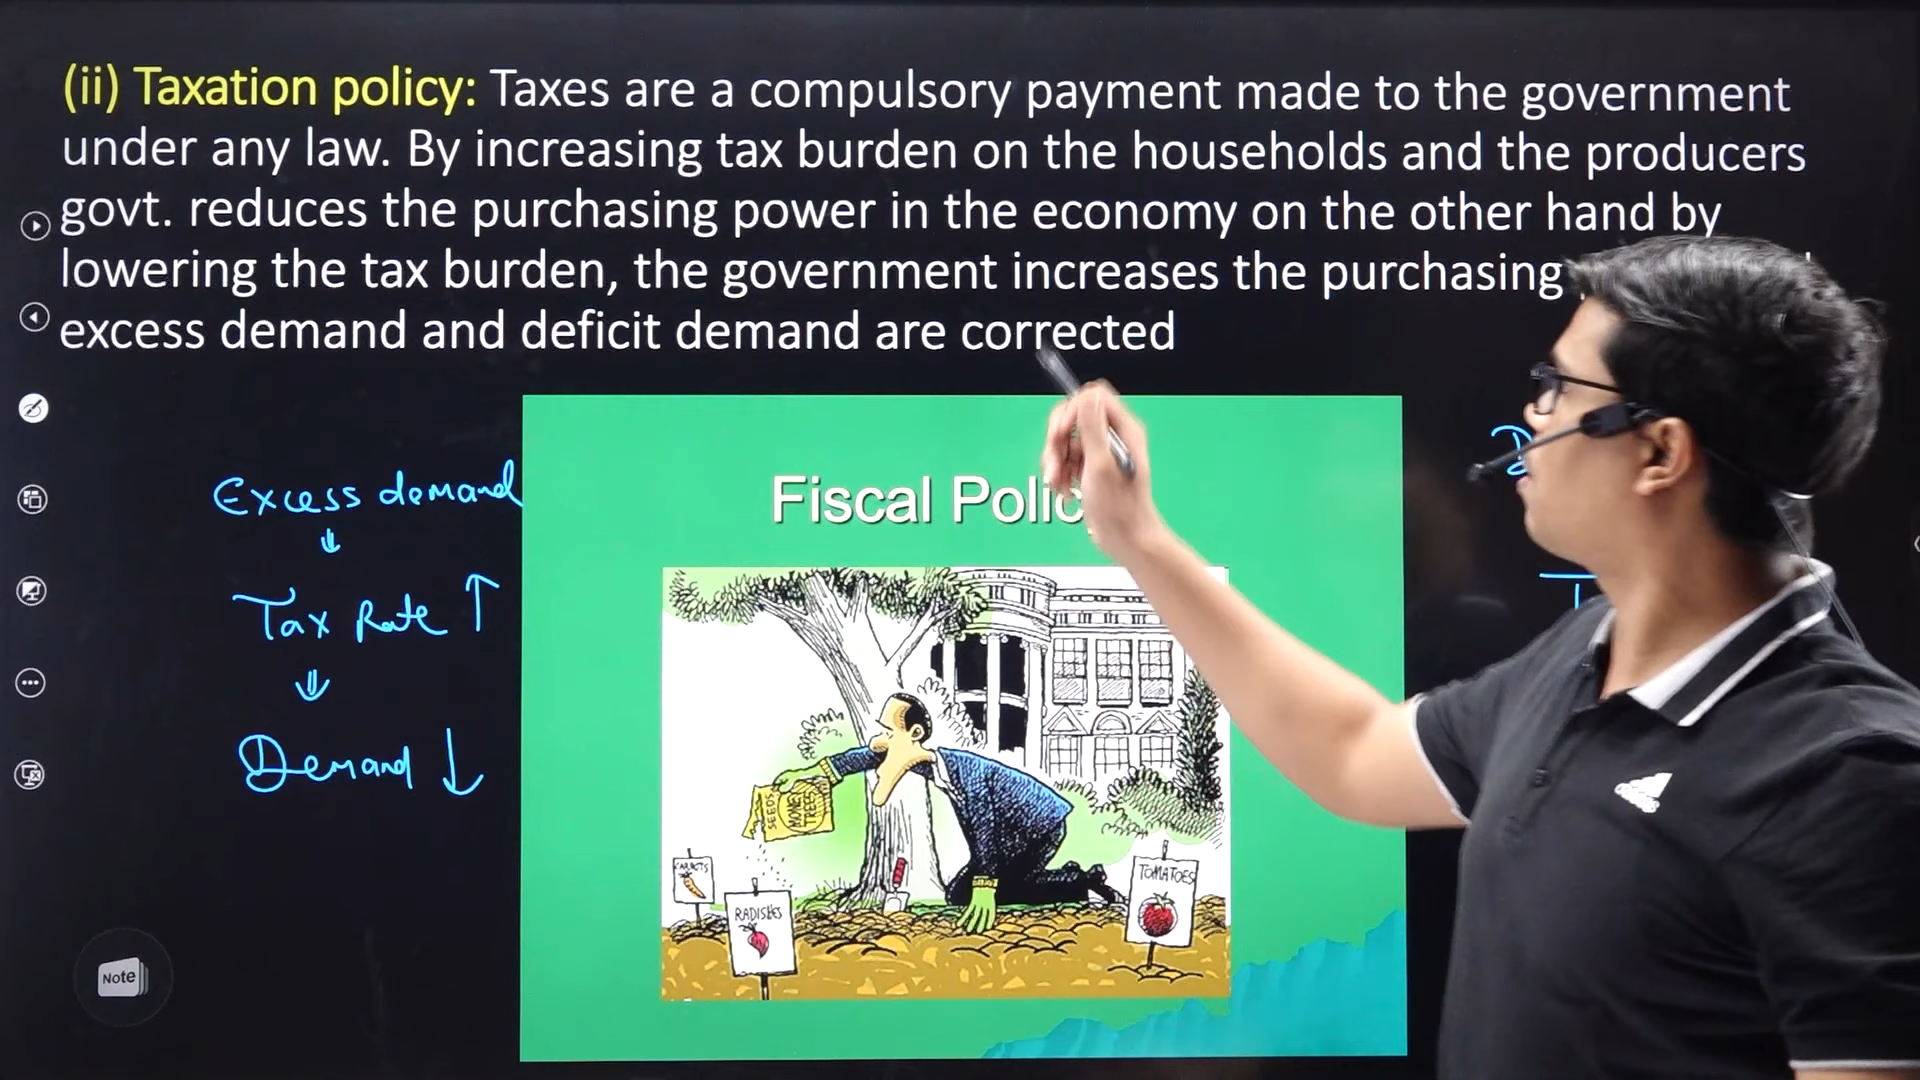 (ii) Taxation policy: Taxes are a compulsory payment made to the government
under any law. By increasing tax burden on the households and the producers
govt. reduces the purchasing power in the economy on the other hand by
lowering the tax burden, the government increases the purchasing
excess demand and deficit demand are corrected
Excess demand
⇓
Tax Rate ↑
⇓
Demand ↓
Fiscal Polic
SEEDS
MONEY
TREE
CARROTS
RADISHES
TOMATOES
adidas
Note